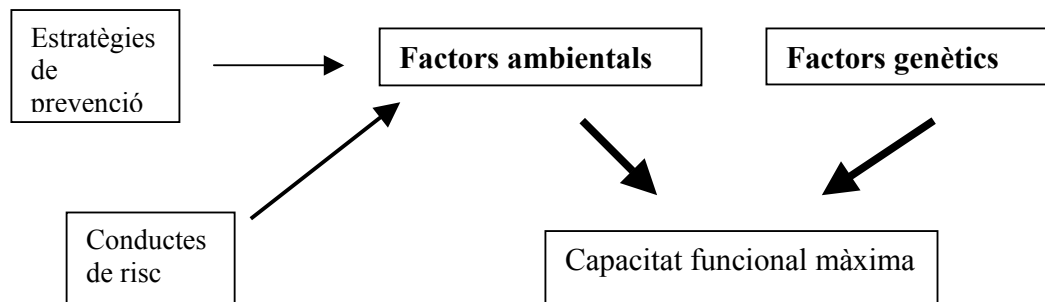 Estratègies
de
prevenció
Factors ambientals
Factors genètics
Conductes
de risc
Capacitat funcional màxima